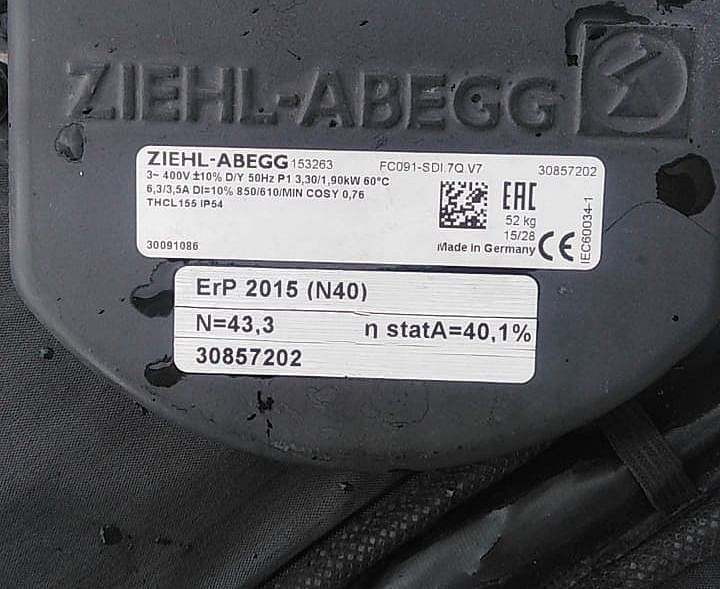 ZIEHL-ABEGG
ZIEHL-ABEGG 153263 FC091-SDI.7Q.V7 30857202
3~ 400V ±10% D/Y 50Hz P1 3,30/1,90kW 60°C
6,3/3,5A DI=10% 850/610/MIN COSY 0,76
THCL155 IP54
EAC
52 kg
15/28
30091086
Made in Germany CE
IEC60034-1
ErP 2015 (N40)
N=43,3 η statA=40,1%
30857202